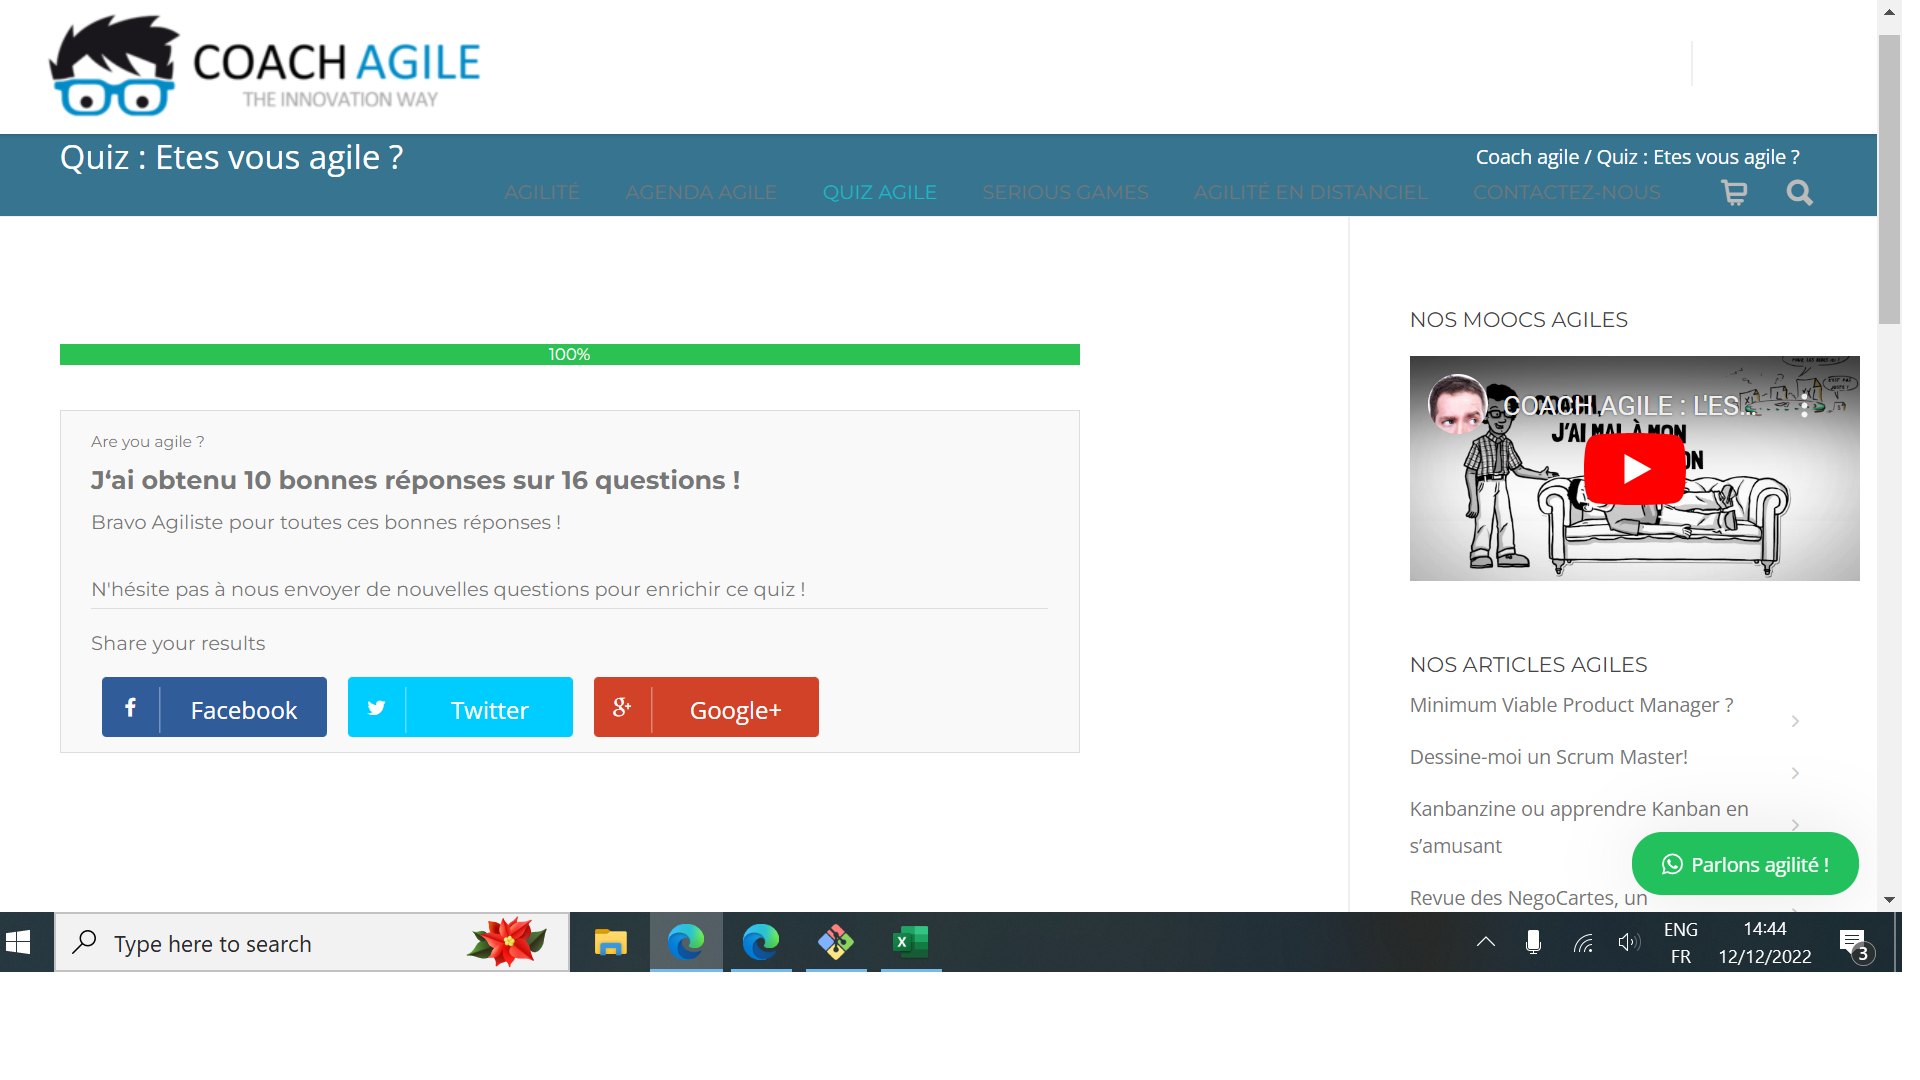 COACH AGILE
THE INNOVATION WAY
Quiz : Etes vous agile ?
Coach agile / Quiz : Etes vous agile ?
AGILITÉ AGENDA AGILE QUIZ AGILE SERIOUS GAMES AGILITÉ EN DISTANCIEL CONTACTEZ-NOUS
100%
Are you agile ?
J‘ai obtenu 10 bonnes réponses sur 16 questions !
Bravo Agiliste pour toutes ces bonnes réponses !
N'hésite pas à nous envoyer de nouvelles questions pour enrichir ce quiz !
Share your results
Facebook Twitter Google+
NOS MOOCS AGILES
COACH AGILE : L'ES...
J'AI MAL À MON
NOS ARTICLES AGILES
Minimum Viable Product Manager ?
Dessine-moi un Scrum Master!
Kanbanzine ou apprendre Kanban en
s’amusant
Revue des NegoCartes, un
Parlons agilité !
Type here to search
ENG
FR
14:44
12/12/2022
3